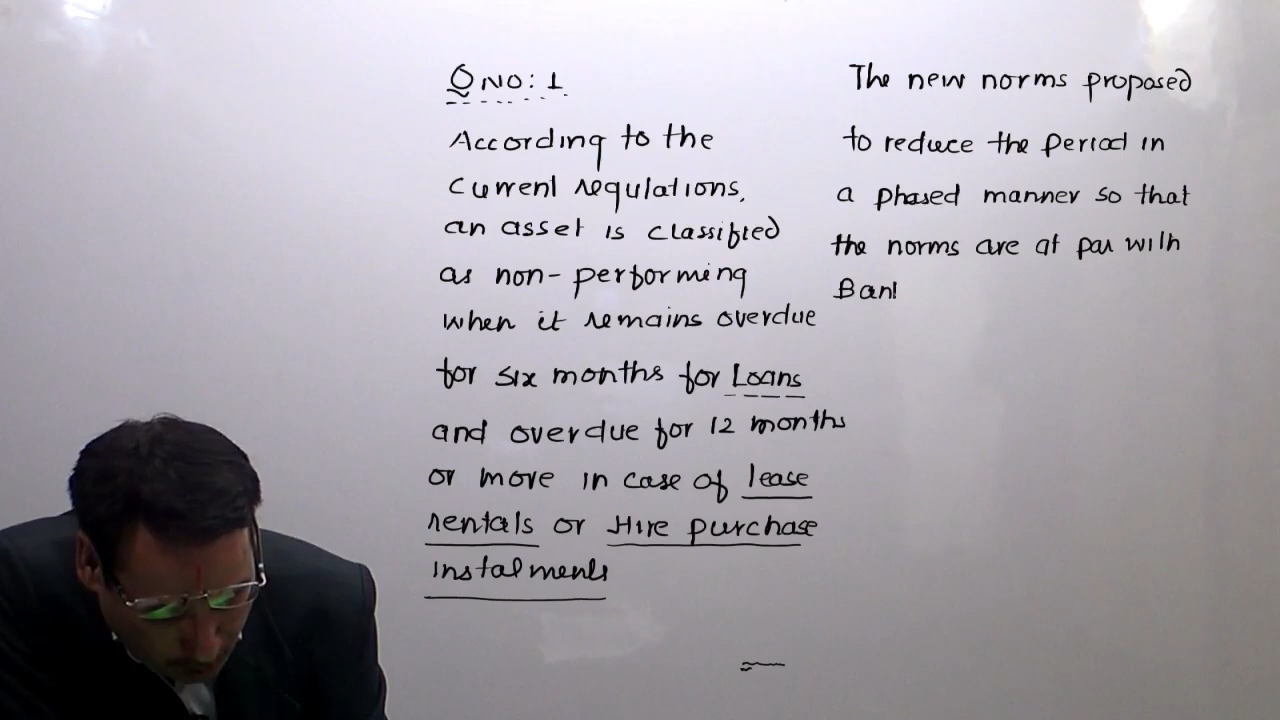 Q NO: 1
According to the
current regulations,
an asset is classified
as non-performing
when it remains overdue
for six months for Loans
and overdue for 12 months
or more in case of lease
rentals or Hire purchase
instalments
The new norms proposed
to reduce the period in
a phased manner so that
the norms are at par with
Ban